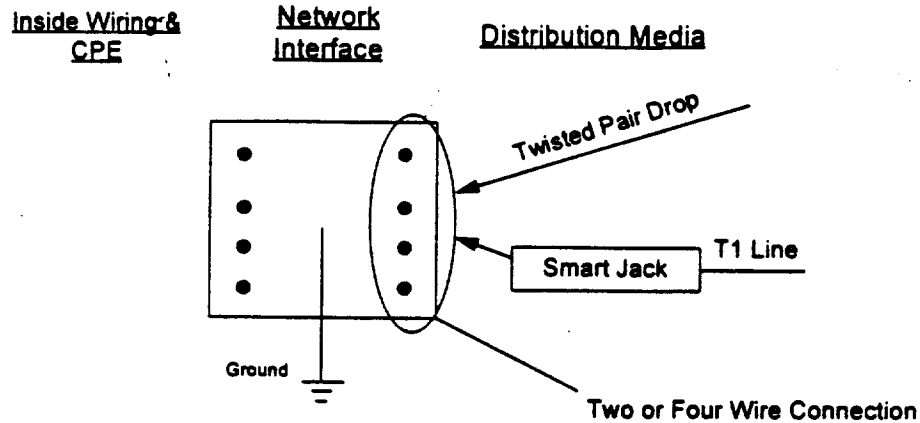 Inside Wiring &
CPE
Network
Interface
Distribution Media
Twisted Pair Drop
Smart Jack
T1 Line
Ground
Two or Four Wire Connection